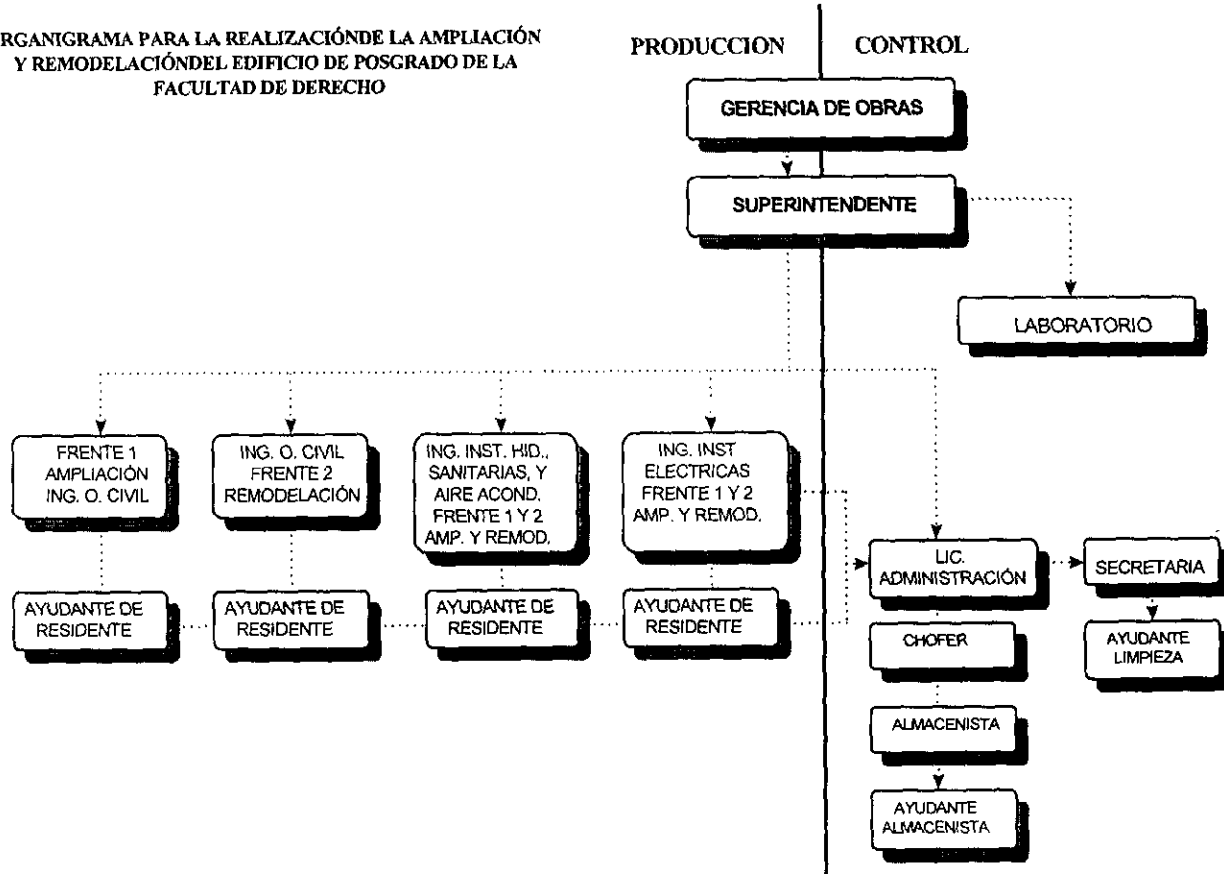 RGANIGRAMA PARA LA REALIZACIÓNDE LA AMPLIACIÓN
Y REMODELACIÓNDEL EDIFICIO DE POSGRADO DE LA
FACULTAD DE DERECHO
PRODUCCION
CONTROL
GERENCIA DE OBRAS
SUPERINTENDENTE
LABORATORIO
FRENTE 1
AMPLIACIÓN
ING. O. CIVIL
ING. O. CIVIL
FRENTE 2
REMODELACIÓN
ING. INST. HID.,
SANITARIAS, Y
AIRE ACOND.
FRENTE 1 Y 2
AMP. Y REMOD.
ING. INST
ELECTRICAS
FRENTE 1 Y 2
AMP. Y REMOD.
AYUDANTE DE
RESIDENTE
AYUDANTE DE
RESIDENTE
AYUDANTE DE
RESIDENTE
AYUDANTE DE
RESIDENTE
LIC.
ADMINISTRACIÓN
SECRETARIA
CHOFER
AYUDANTE
LIMPIEZA
ALMACENISTA
AYUDANTE
ALMACENISTA